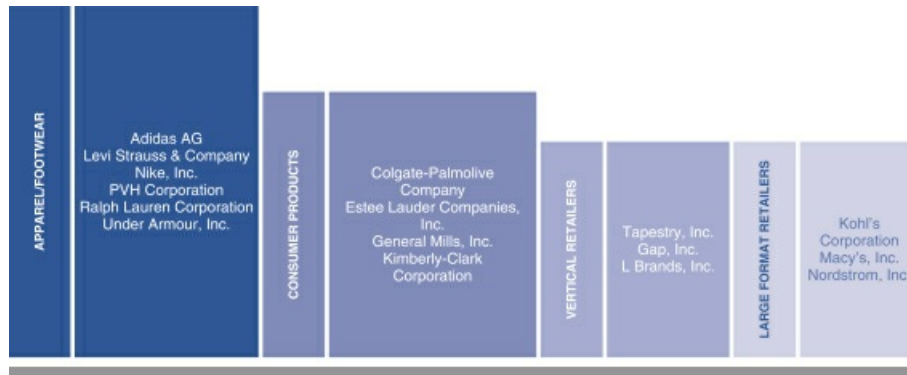 APPAREL/FOOTWEAR
Adidas AG
Levi Strauss & Company
Nike, Inc.
PVH Corporation
Ralph Lauren Corporation
Under Armour, Inc.
CONSUMER PRODUCTS
Colgate-Palmolive
Company
Estee Lauder Companies,
Inc.
General Mills, Inc.
Kimberly-Clark
Corporation
VERTICAL RETAILERS
Tapestry, Inc.
Gap, Inc.
L Brands, Inc.
LARGE FORMAT RETAILERS
Kohl's
Corporation
Macy's, Inc.
Nordstrom, Inc